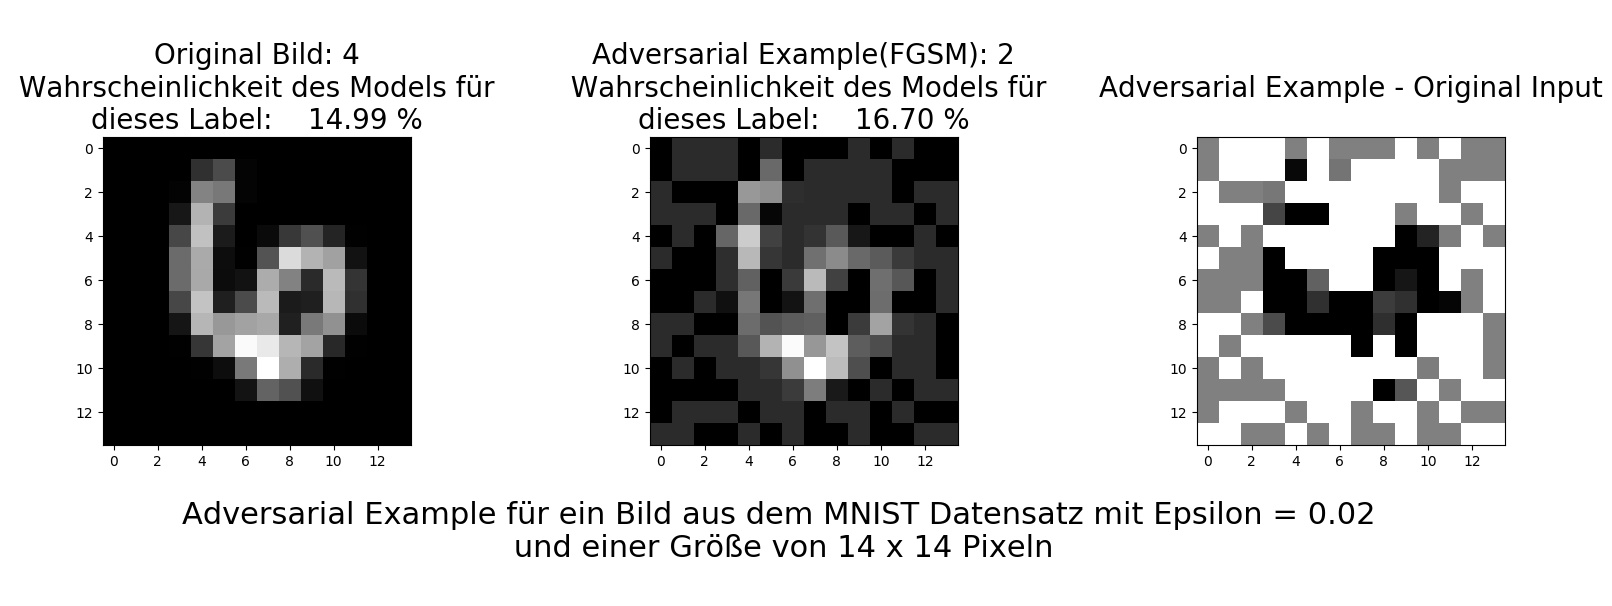 Original Bild: 4
Wahrscheinlichkeit des Models für
dieses Label: 14.99 %
0
2
4
6
8
10
12
0 2 4 6 8 10 12
Adversarial Example(FGSM): 2
Wahrscheinlichkeit des Models für
dieses Label: 16.70 %
0
2
4
6
8
10
12
0 2 4 6 8 10 12
Adversarial Example - Original Input
0
2
4
6
8
10
12
0 2 4 6 8 10 12
Adversarial Example für ein Bild aus dem MNIST Datensatz mit Epsilon = 0.02
und einer Größe von 14 x 14 Pixeln